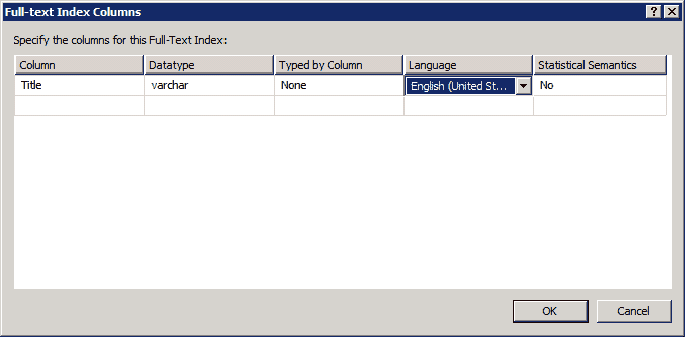 Full-text Index Columns
Specify the columns for this Full-Text Index:
Column Datatype Typed by Column Language Statistical Semantics
Title varchar None English (United St... No
OK Cancel